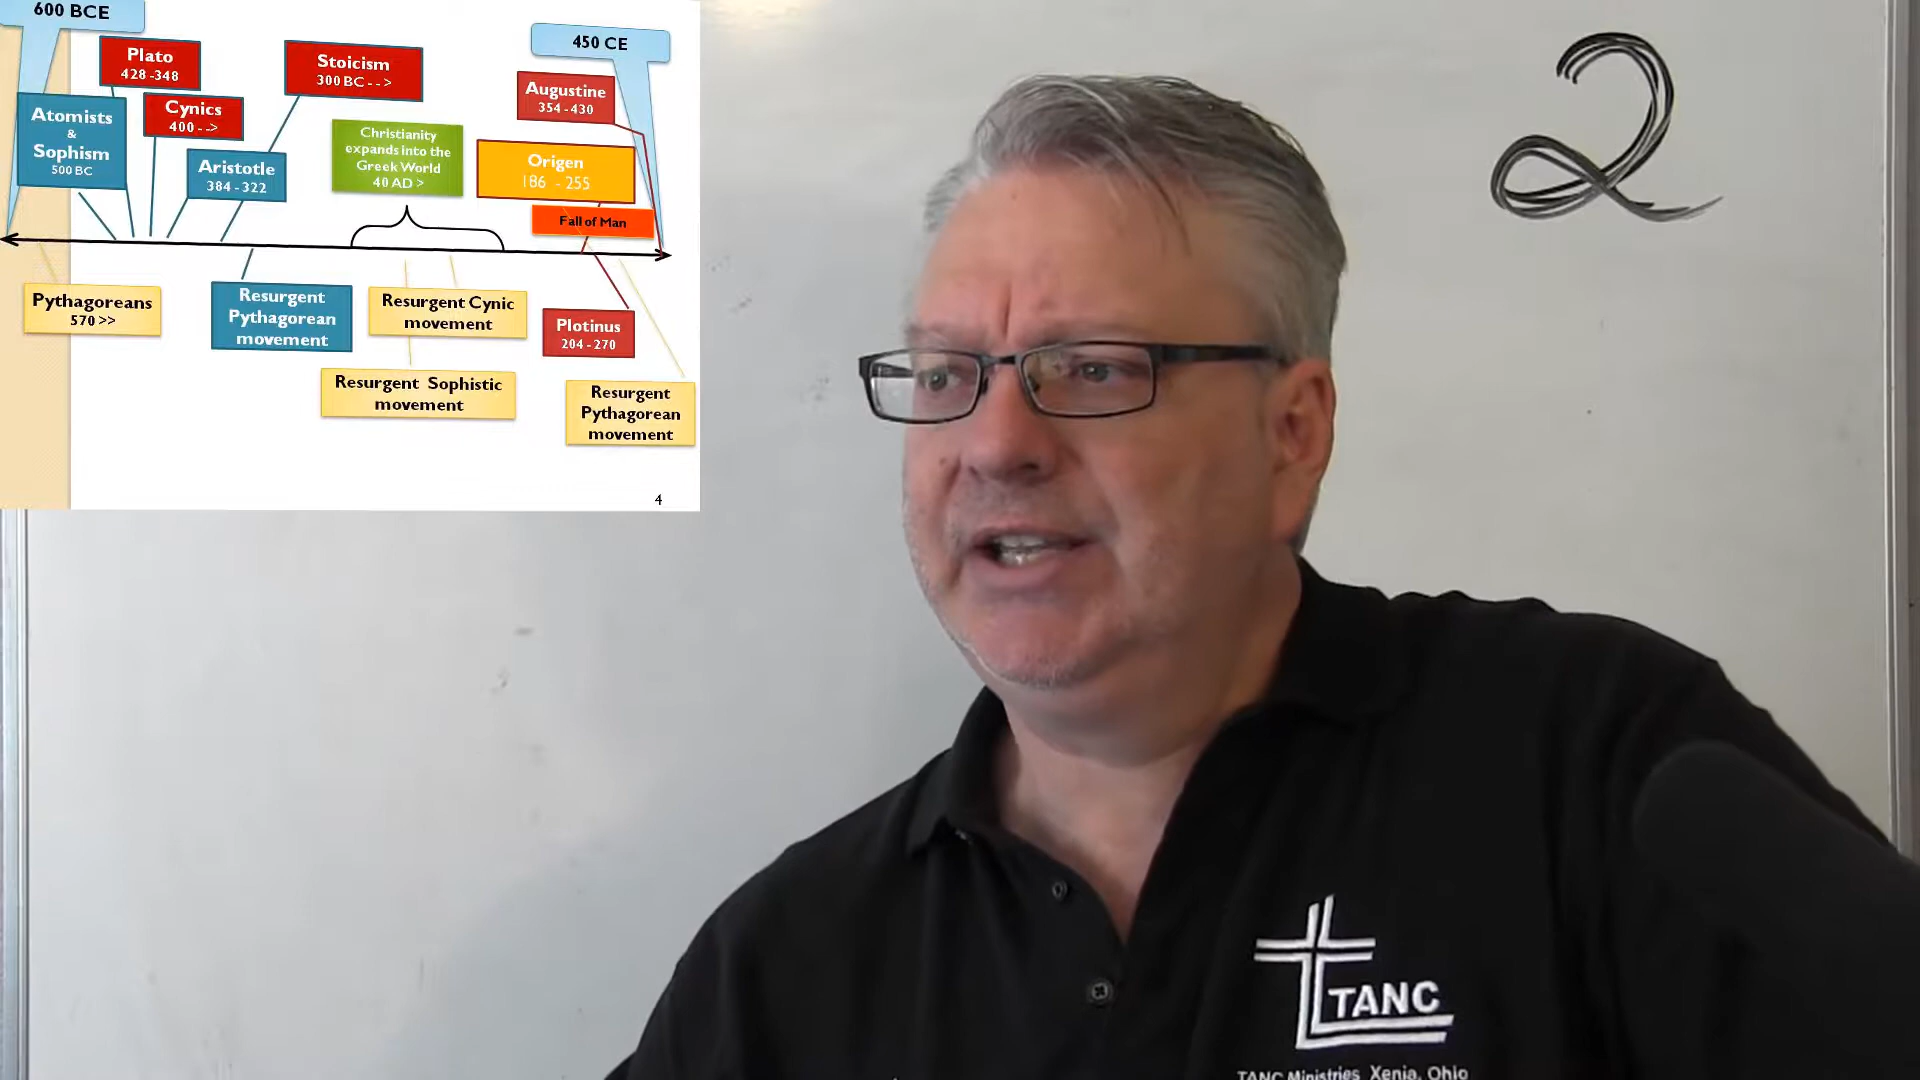 600 BCE
Plato
428 -348
Stoicism
300 BC - - >
450 CE
Atomists
&
Sophism
500 BC
Cynics
400 - ->
Augustine
354 - 430
Christianity
expands into the
Greek World
40 AD >
Aristotle
384 - 322
Origen
186 - 255
Fall of Man
Pythagoreans
570 >>
Resurgent
Pythagorean
movement
Resurgent Cynic
movement
Plotinus
204 - 270
Resurgent Sophistic
movement
Resurgent
Pythagorean
movement
4
2
TANC
TANC Ministries Xenia, Ohio